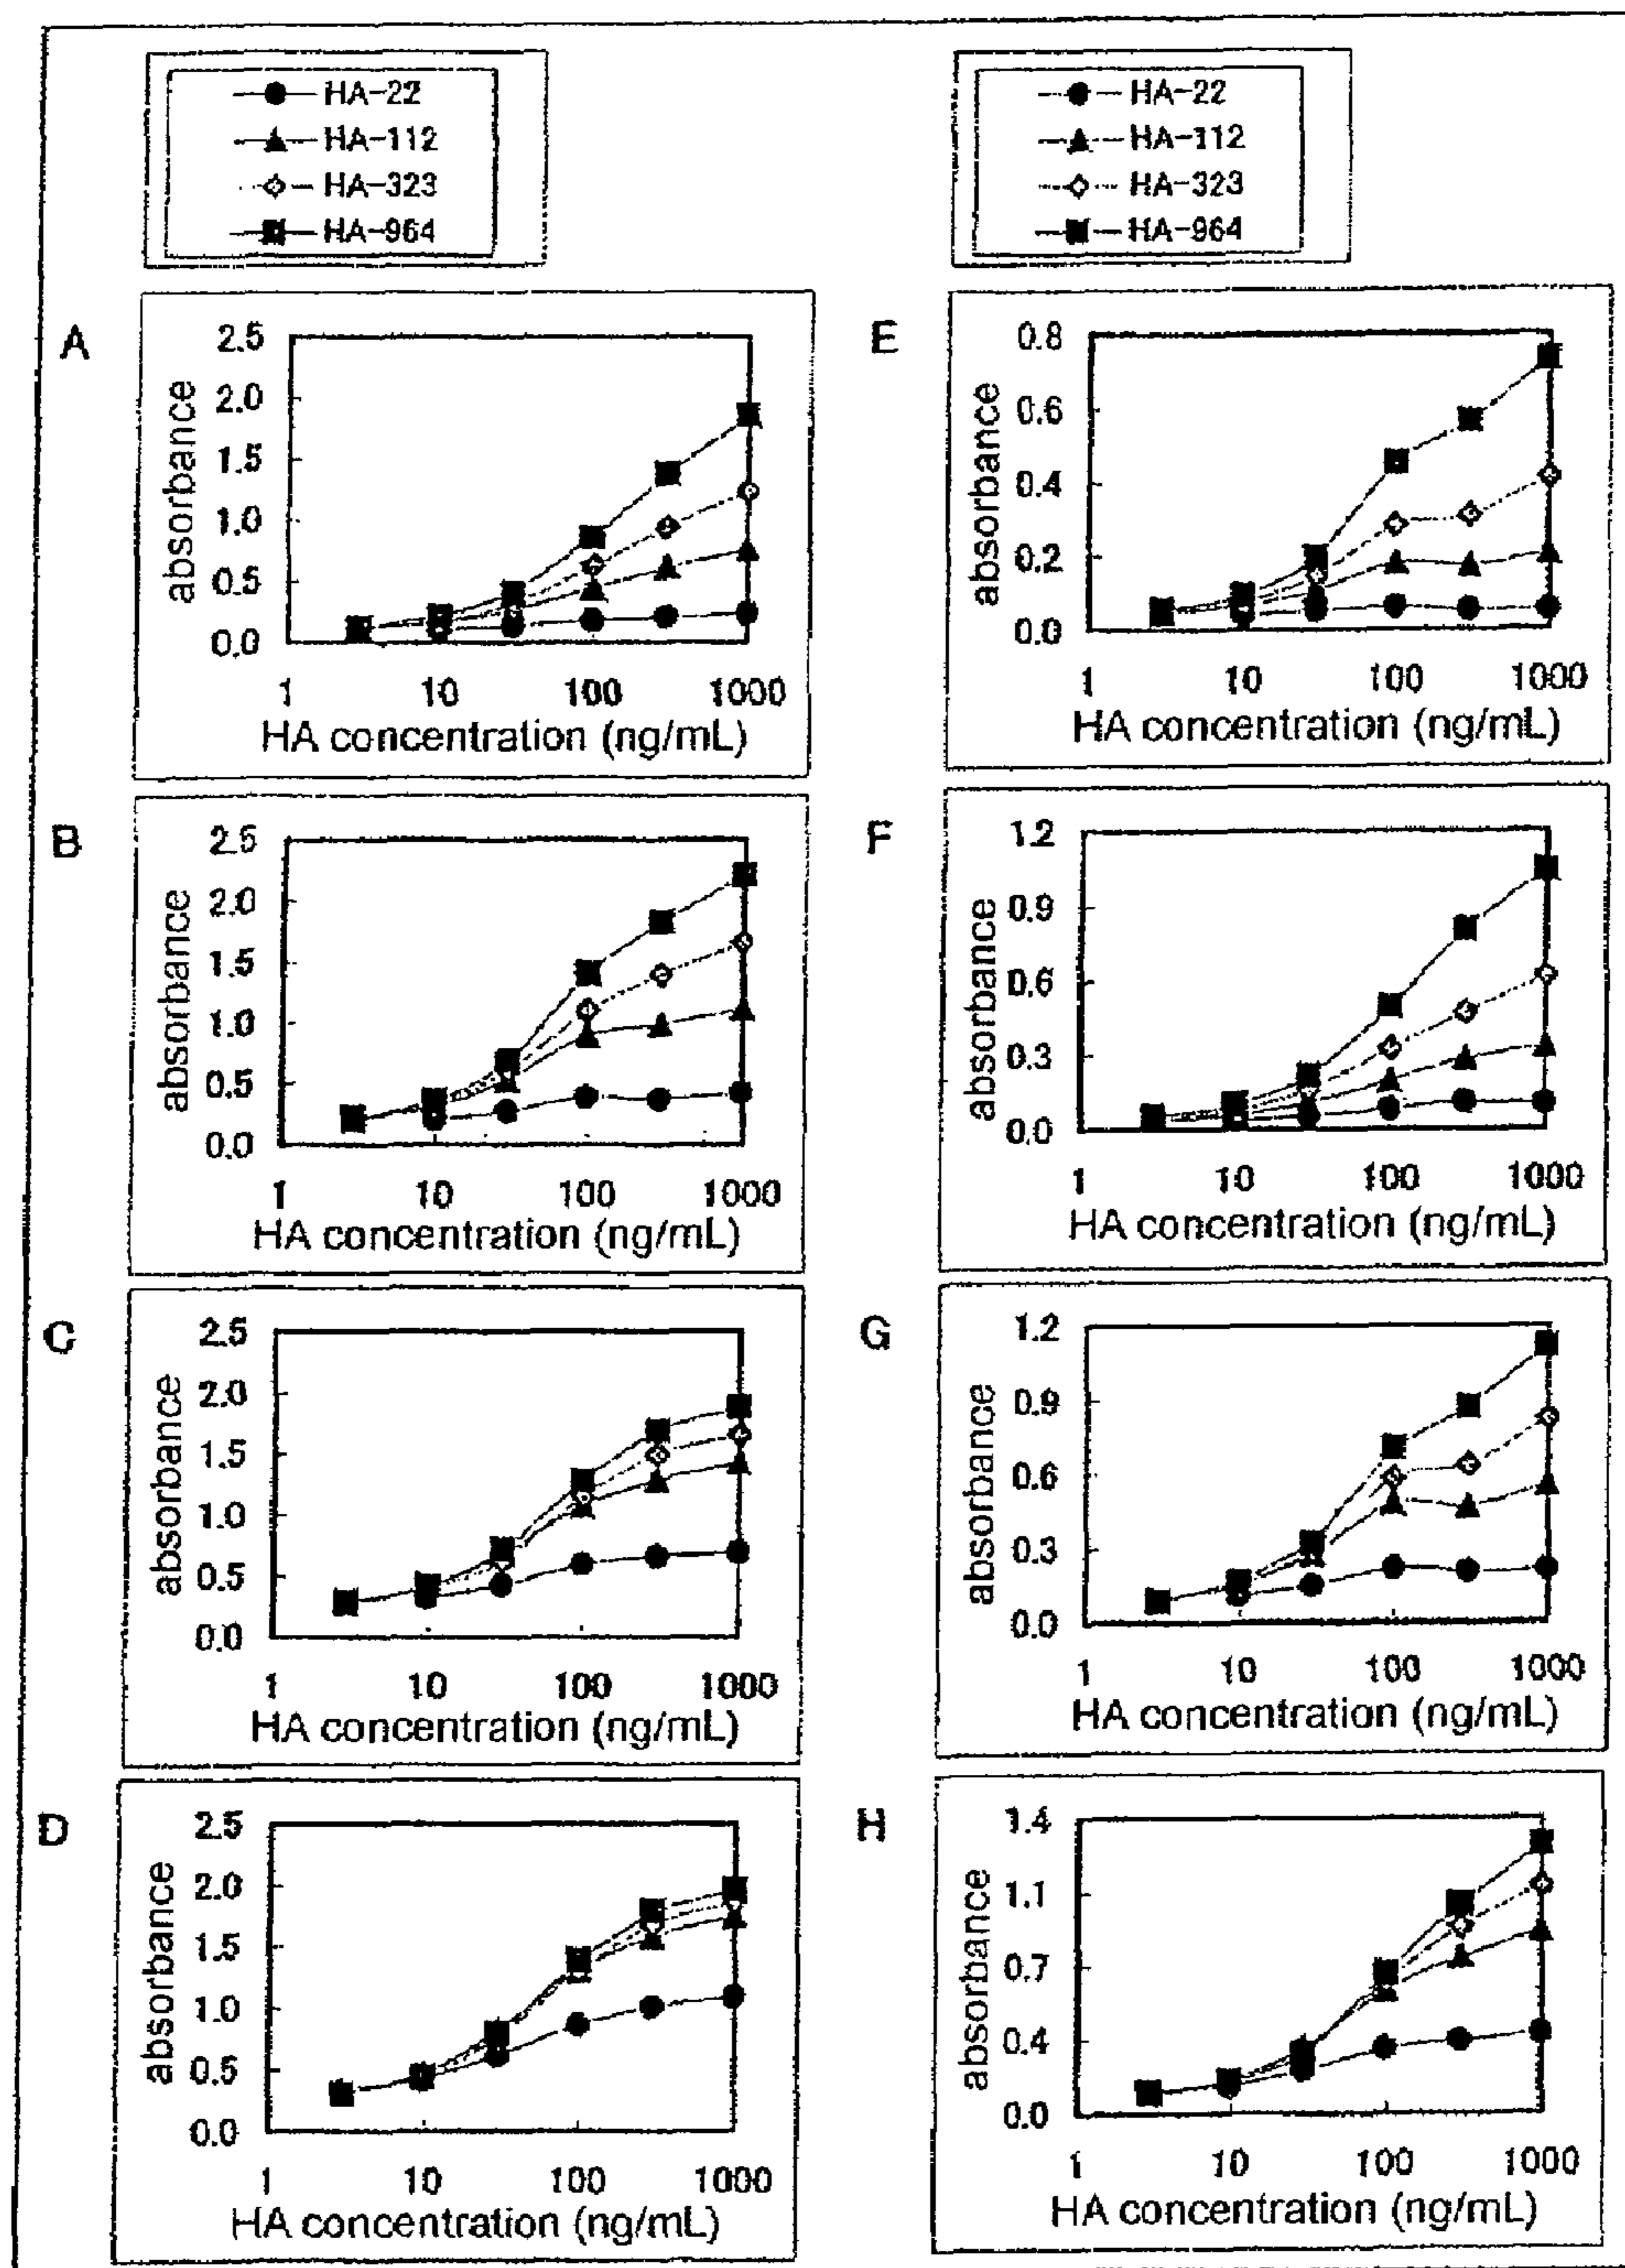 HA-22
HA-112
HA-323
HA-964
HA-22
HA-112
HA-323
HA-964
A
2.5
2.0
1.5
1.0
0.5
0.0
absorbance
1 10 100 1000
HA concentration (ng/mL)
E
0.8
0.6
0.4
0.2
0.0
absorbance
1 10 100 1000
HA concentration (ng/mL)
B
2.5
2.0
1.5
1.0
0.5
0.0
absorbance
1 10 100 1000
HA concentration (ng/mL)
F
1.2
0.9
0.6
0.3
0.0
absorbance
1 10 100 1000
HA concentration (ng/mL)
C
2.5
2.0
1.5
1.0
0.5
0.0
absorbance
1 10 100 1000
HA concentration (ng/mL)
G
1.2
0.9
0.6
0.3
0.0
absorbance
1 10 100 1000
HA concentration (ng/mL)
D
2.5
2.0
1.5
1.0
0.5
0.0
absorbance
1 10 100 1000
HA concentration (ng/mL)
H
1.4
1.1
0.7
0.4
0.0
absorbance
1 10 100 1000
HA concentration (ng/mL)